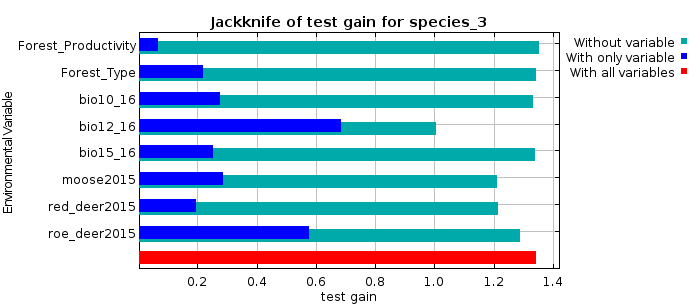 Jackknife of test gain for species_3
Environmental Variable
Forest_Productivity
Forest_Type
bio10_16
bio12_16
bio15_16
moose2015
red_deer2015
roe_deer2015
0.2 0.4 0.6 0.8 1.0 1.2 1.4
test gain
Without variable
With only variable
With all variables